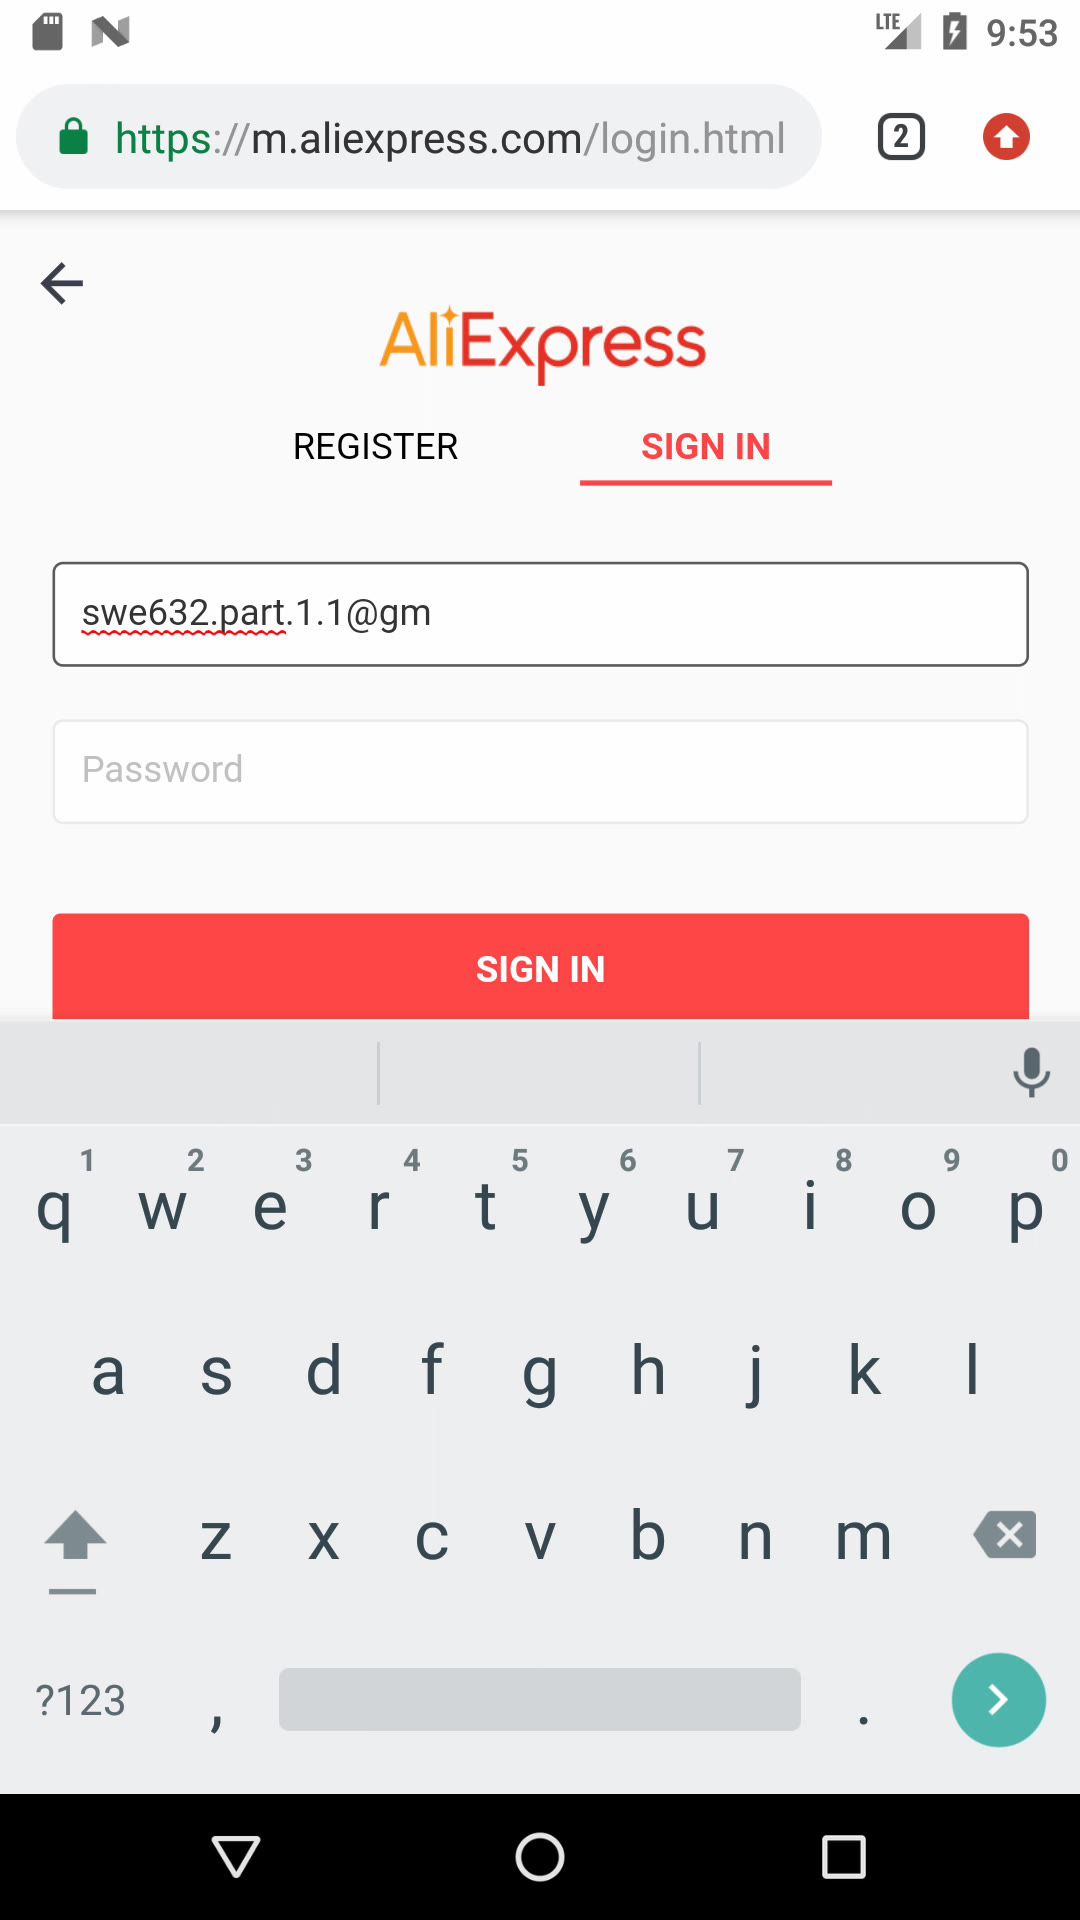 LTE 9:53
https://m.aliexpress.com/login.html 2
AliExpress
REGISTER SIGN IN
swe632.part.1.1@gm
Password
SIGN IN
1 2 3 4 5 6 7 8 9 0
q w e r t y u i o p
a s d f g h j k l
z x c v b n m
?123 , .